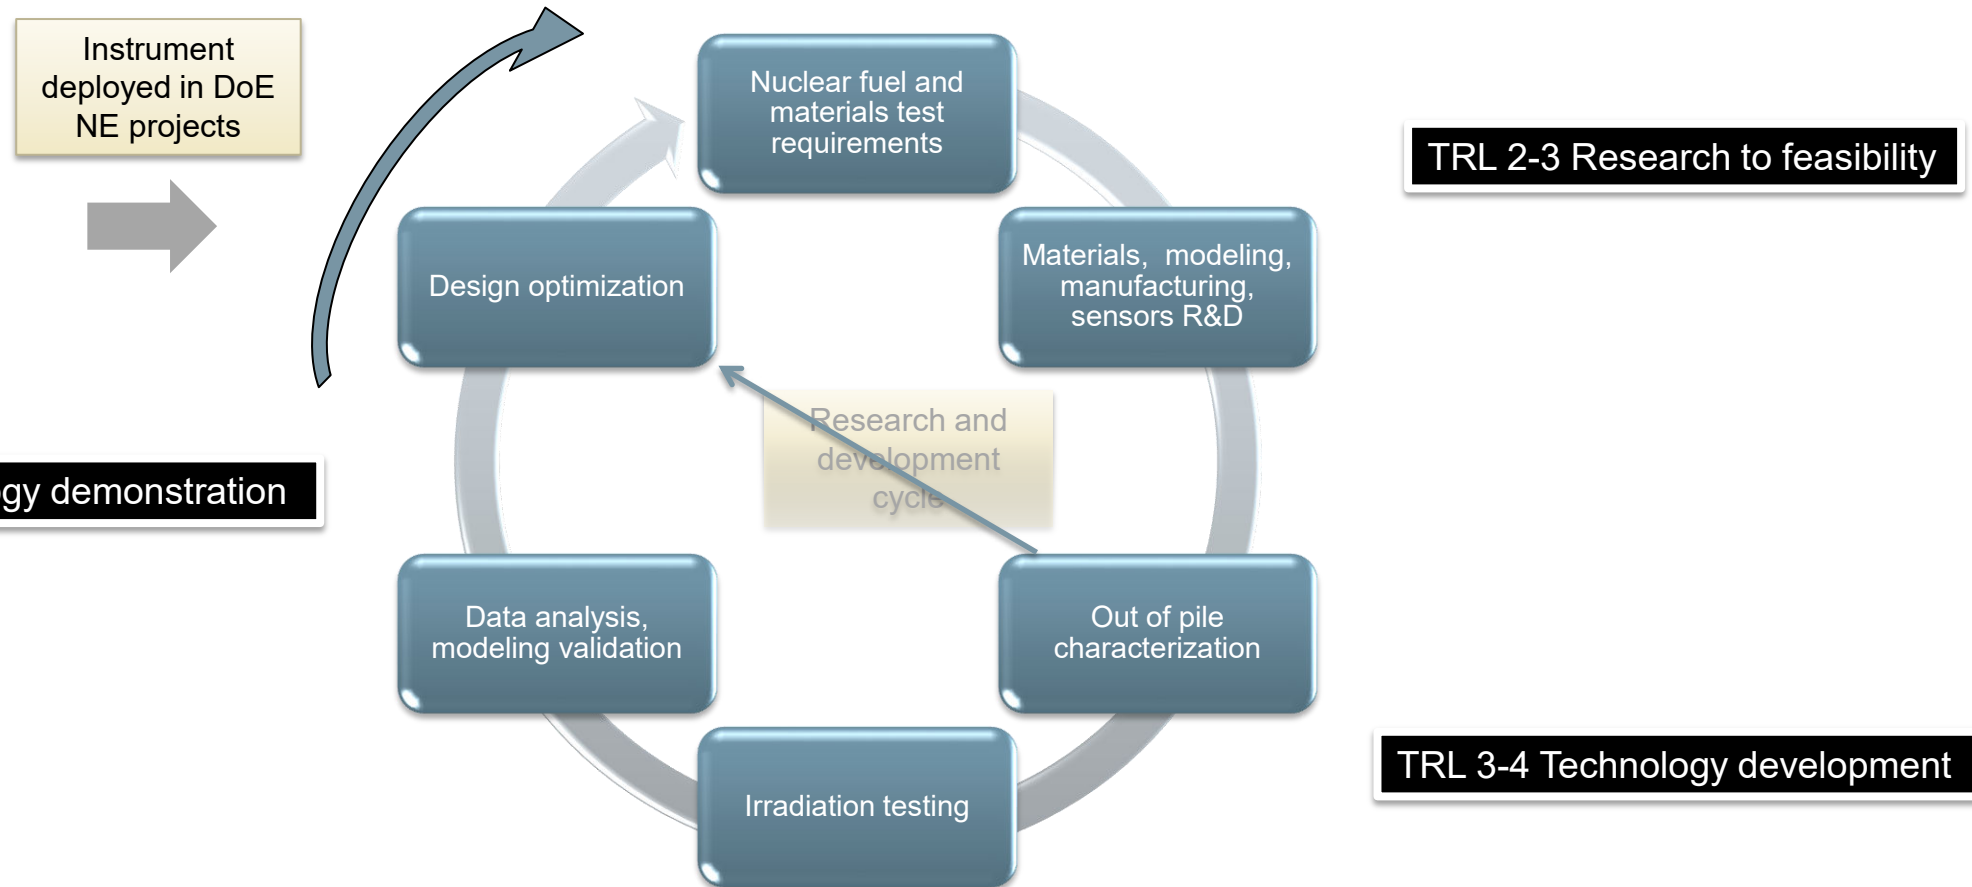 Instrument
deployed in DoE
NE projects
Nuclear fuel and
materials test
requirements
TRL 2-3 Research to feasibility
Design optimization
Materials, modeling,
manufacturing,
sensors R&D
Research and
development
cycle
demonstration
Data analysis,
modeling validation
Out of pile
characterization
TRL 3-4 Technology development
Irradiation testing